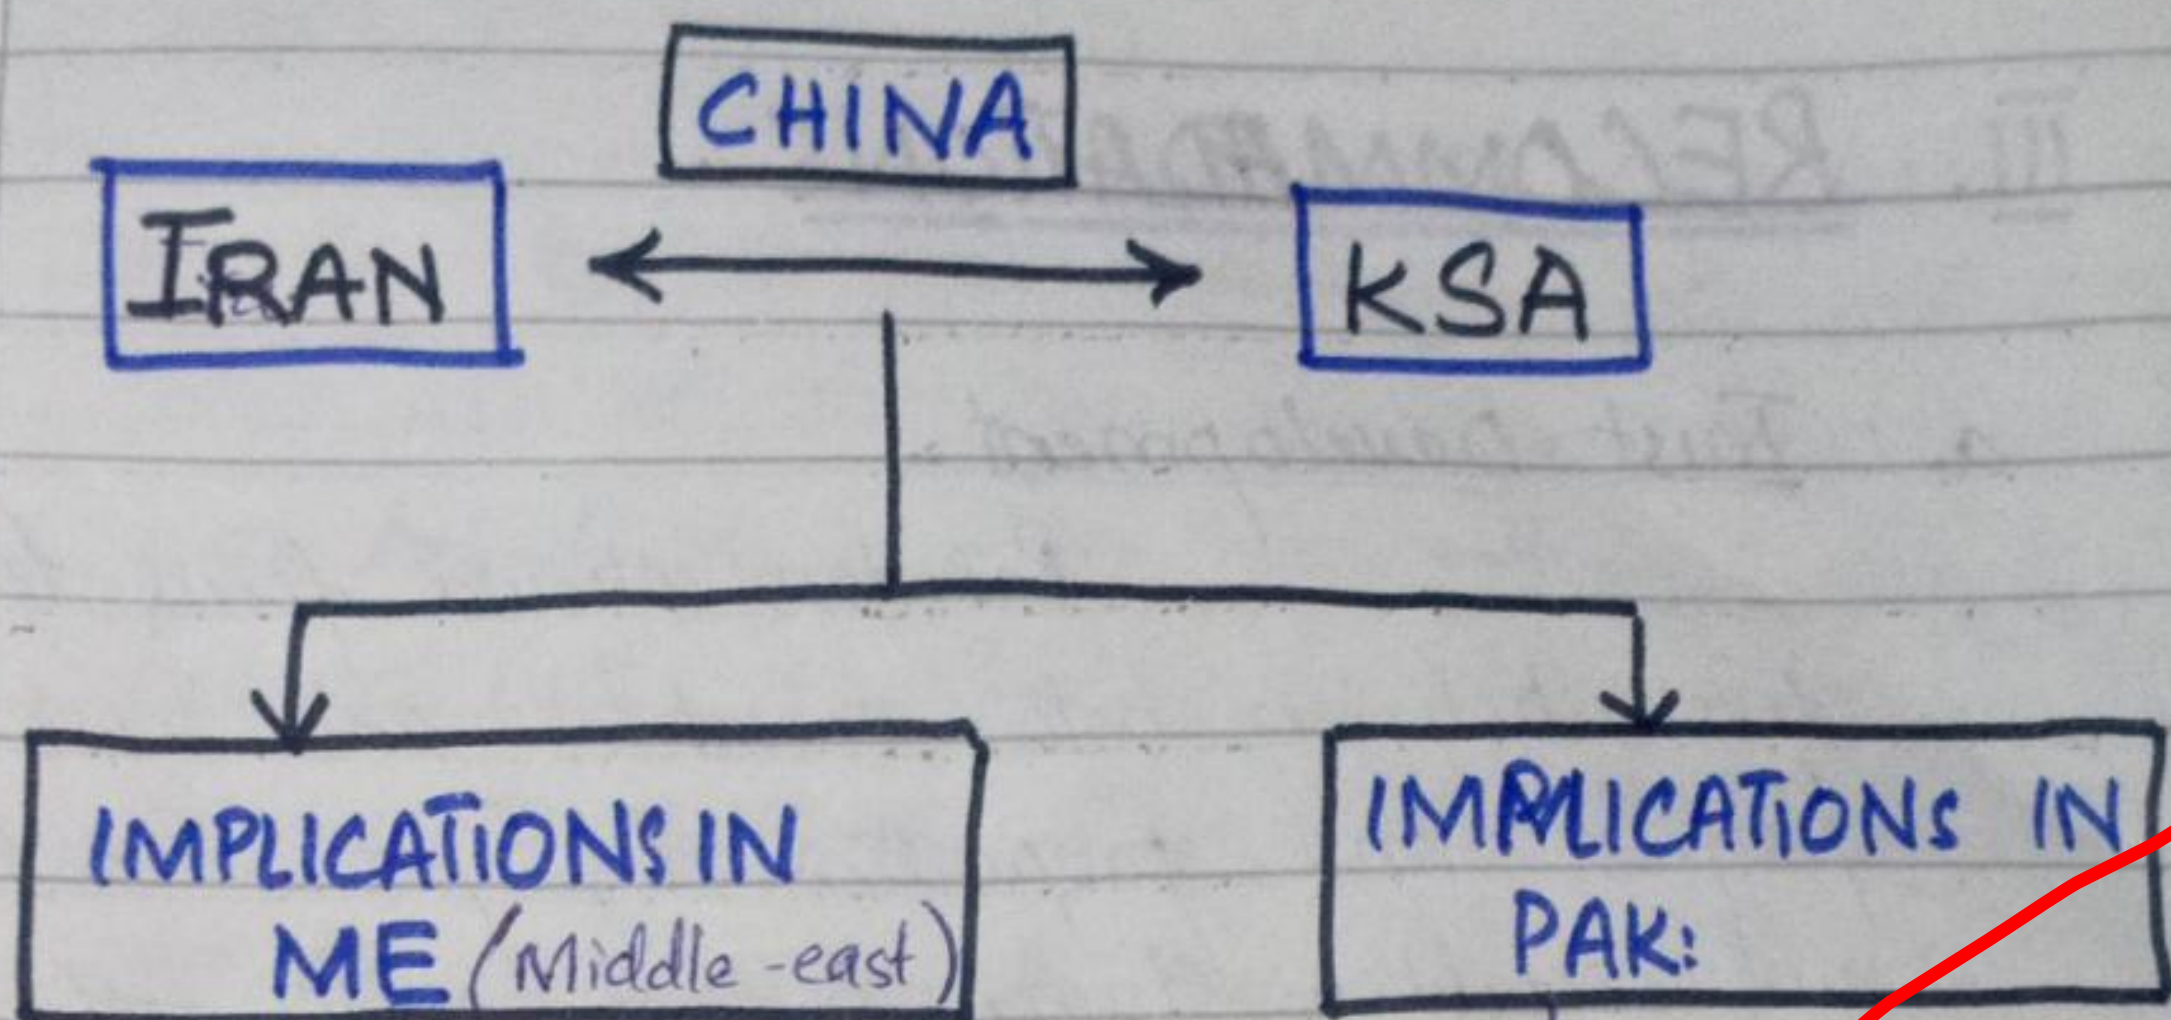 CHINA
IRAN
KSA
IMPLICATIONS IN
ME (Middle-east)
IMPLICATIONS IN
PAK: